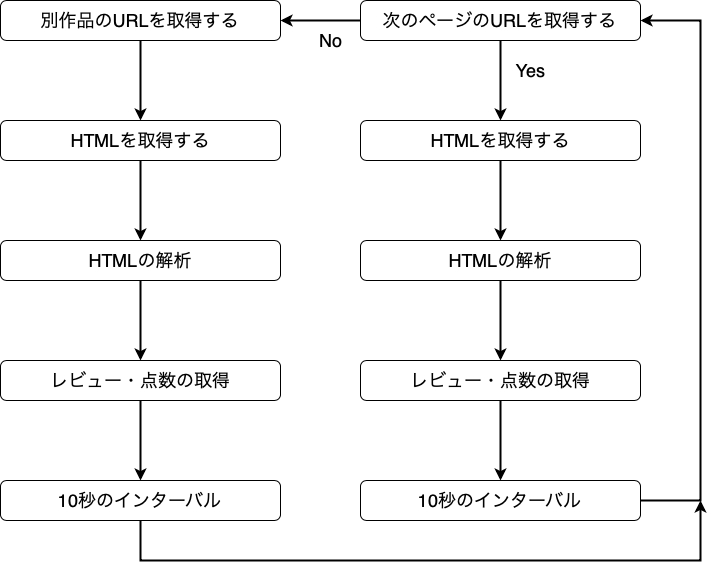 別作品のURLを取得する
次のページのURLを取得する
No
Yes
HTMLを取得する
HTMLを取得する
HTMLの解析
HTMLの解析
レビュー・点数の取得
レビュー・点数の取得
10秒のインターバル
10秒のインターバル